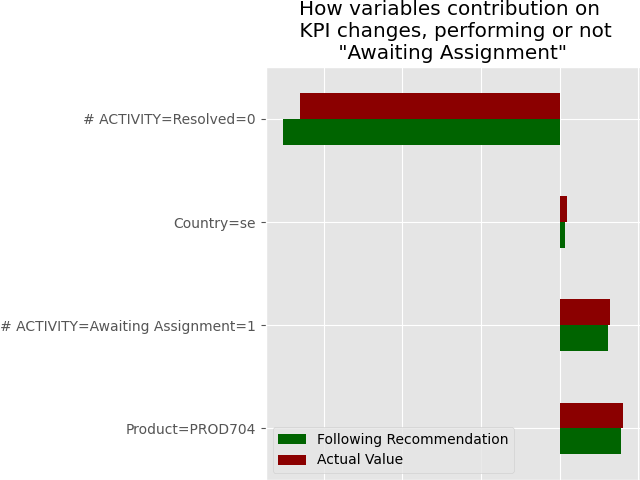 How variables contribution on
KPI changes, performing or not
"Awaiting Assignment"
# ACTIVITY=Resolved=0
Country=se
# ACTIVITY=Awaiting Assignment=1
Product=PROD704
Following Recommendation
Actual Value